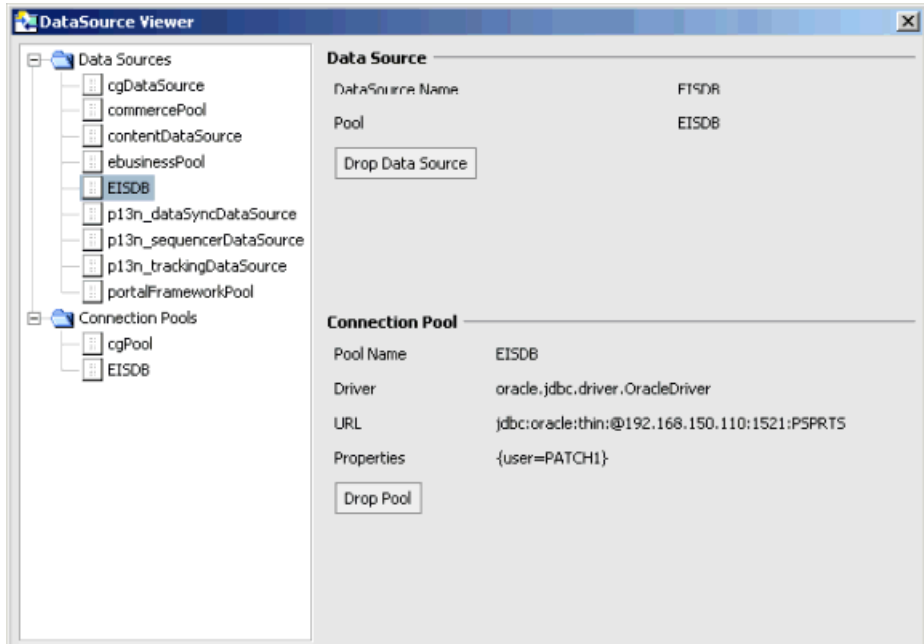 DataSource Viewer
Data Sources
cgDataSource
commercePool
contentDataSource
ebusinessPool
EISDB
p13n_dataSyncDataSource
p13n_sequencerDataSource
p13n_trackingDataSource
portalFrameworkPool
Connection Pools
cgPool
EISDB
Data Source
DataSource Name EISDB
Pool EISDB
Drop Data Source
Connection Pool
Pool Name EISDB
Driver oracle.jdbc.driver.OracleDriver
URL jdbc:oracle:thin:@192.168.150.110:1521:PSPRTS
Properties {user=PATCH1}
Drop Pool